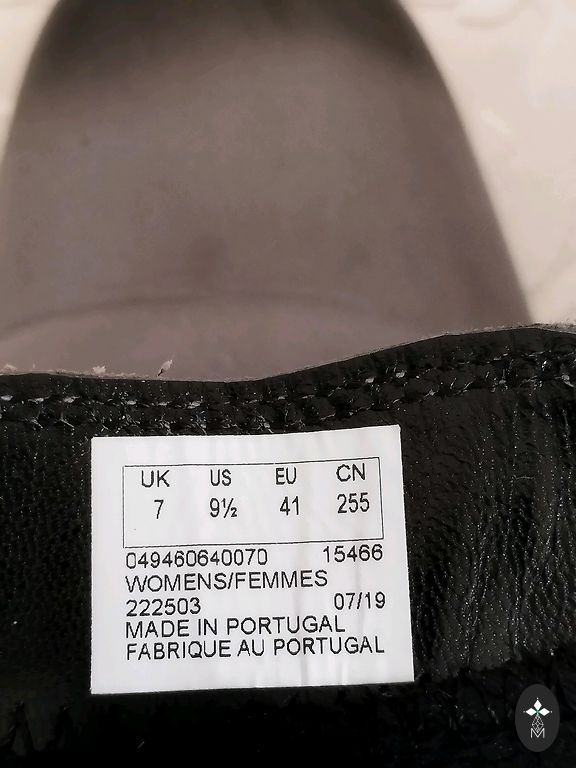 UK US EU CN
7 9½ 41 255
049460640070 15466
WOMENS/FEMMES
222503 07/19
MADE IN PORTUGAL
FABRIQUE AU PORTUGAL
M